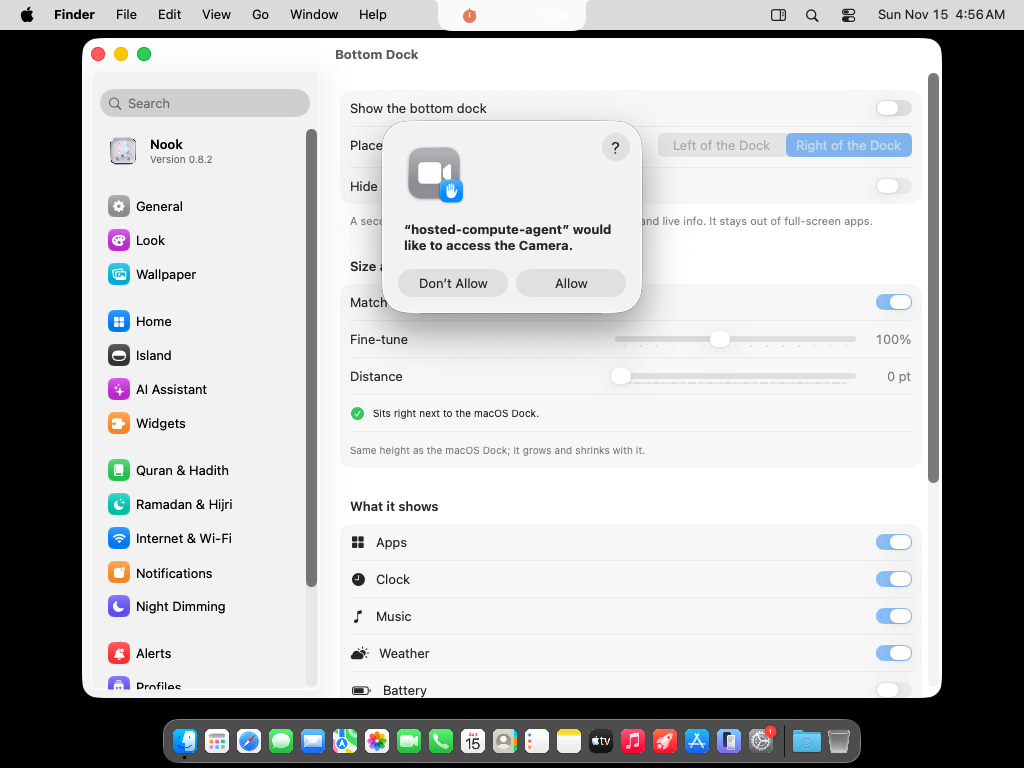 Finder File Edit View Go Window Help Sun Nov 15 4:56 AM
Bottom Dock
Search
Nook
Version 0.8.2
General
Look
Wallpaper
Home
Island
AI Assistant
Widgets
Quran & Hadith
Ramadan & Hijri
Internet & Wi-Fi
Notifications
Night Dimming
Alerts
Profiles
Show the bottom dock
Place
Left of the Dock Right of the Dock
Hide
and live info. It stays out of full-screen apps.
?
“hosted-compute-agent” would
like to access the Camera.
Don't Allow Allow
Size
Match
Fine-tune 100%
Distance 0 pt
Sits right next to the macOS Dock.
Same height as the macOS Dock; it grows and shrinks with it.
What it shows
Apps
Clock
Music
Weather
Battery
SEP
15
tv
1